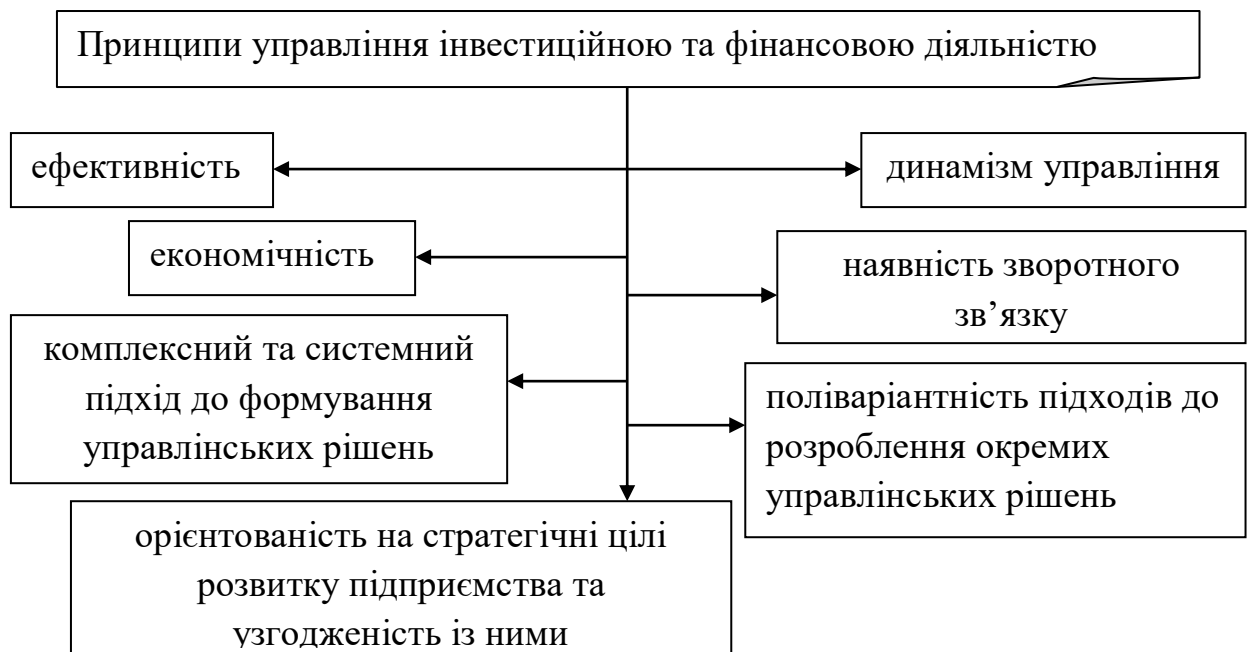 Принципи управління інвестиційною та фінансовою діяльністю
ефективність
динамізм управління
економічність
наявність зворотного
зв’язку
комплексний та системний
підхід до формування
управлінських рішень
поліваріантність підходів до
розроблення окремих
управлінських рішень
орієнтованість на стратегічні цілі
розвитку підприємства та
узгодженість із ними